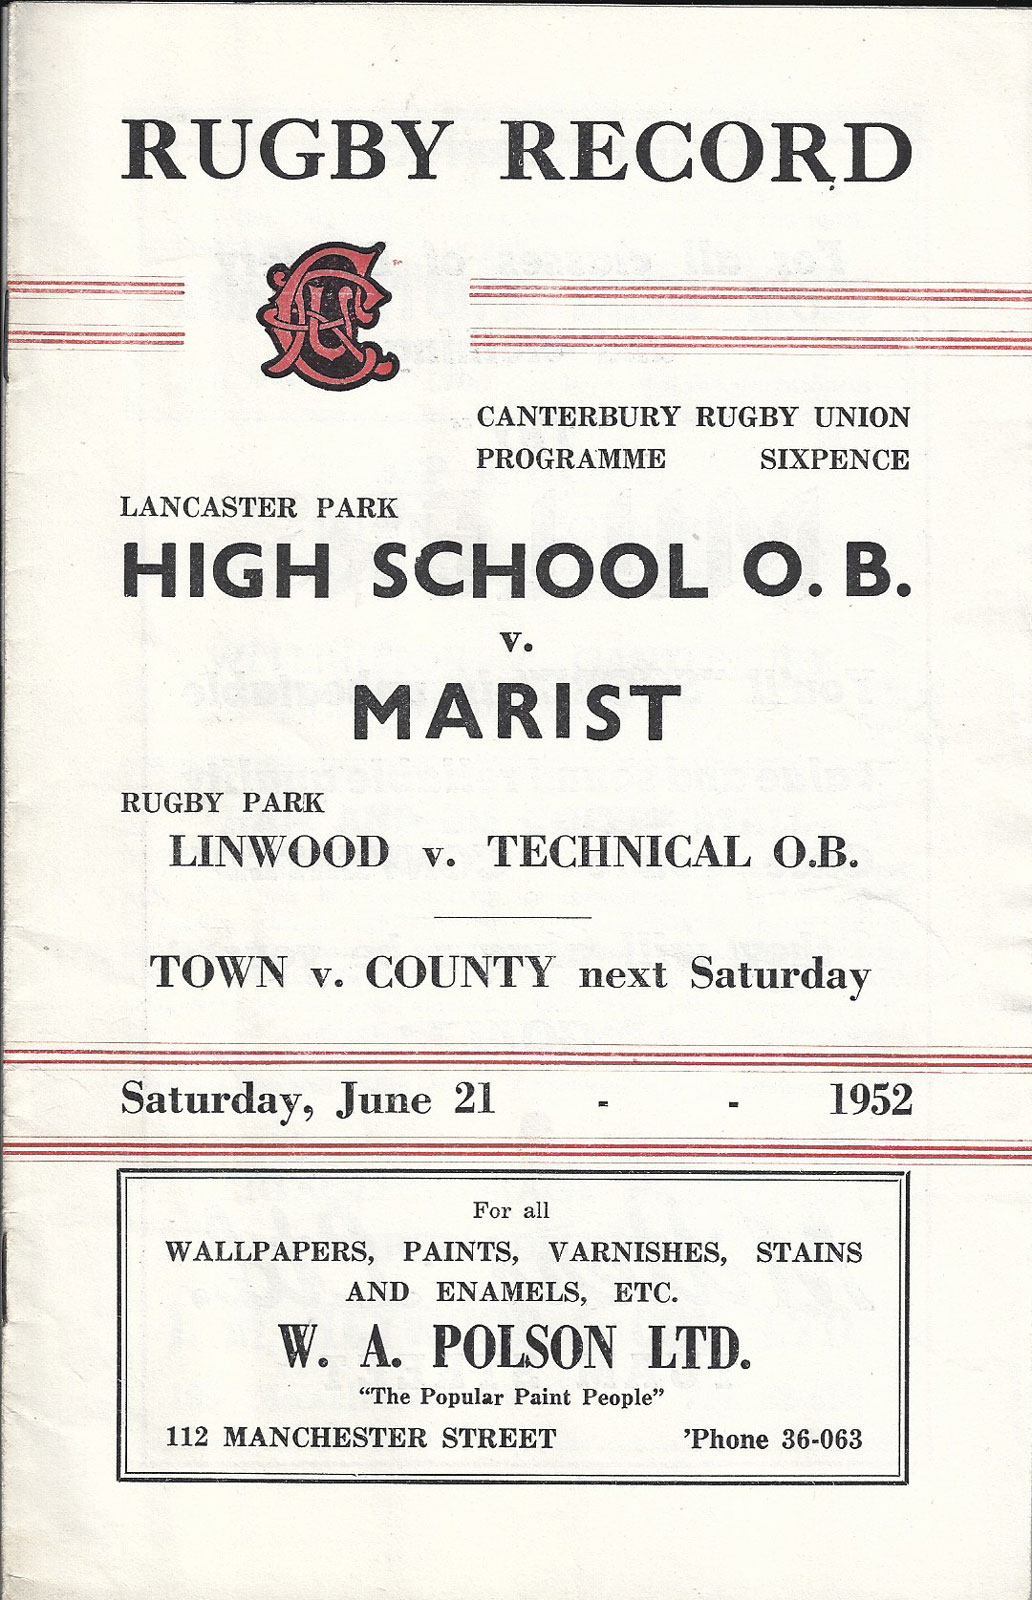 RUGBY RECORD
CRU
CANTERBURY RUGBY UNION
PROGRAMME SIXPENCE
LANCASTER PARK
HIGH SCHOOL O. B.
v.
MARIST
RUGBY PARK
LINWOOD v. TECHNICAL O.B.
TOWN v. COUNTY next Saturday
Saturday, June 21 - - 1952
For all
WALLPAPERS, PAINTS, VARNISHES, STAINS
AND ENAMELS, ETC.
W. A. POLSON LTD.
"The Popular Paint People"
112 MANCHESTER STREET 'Phone 36-063